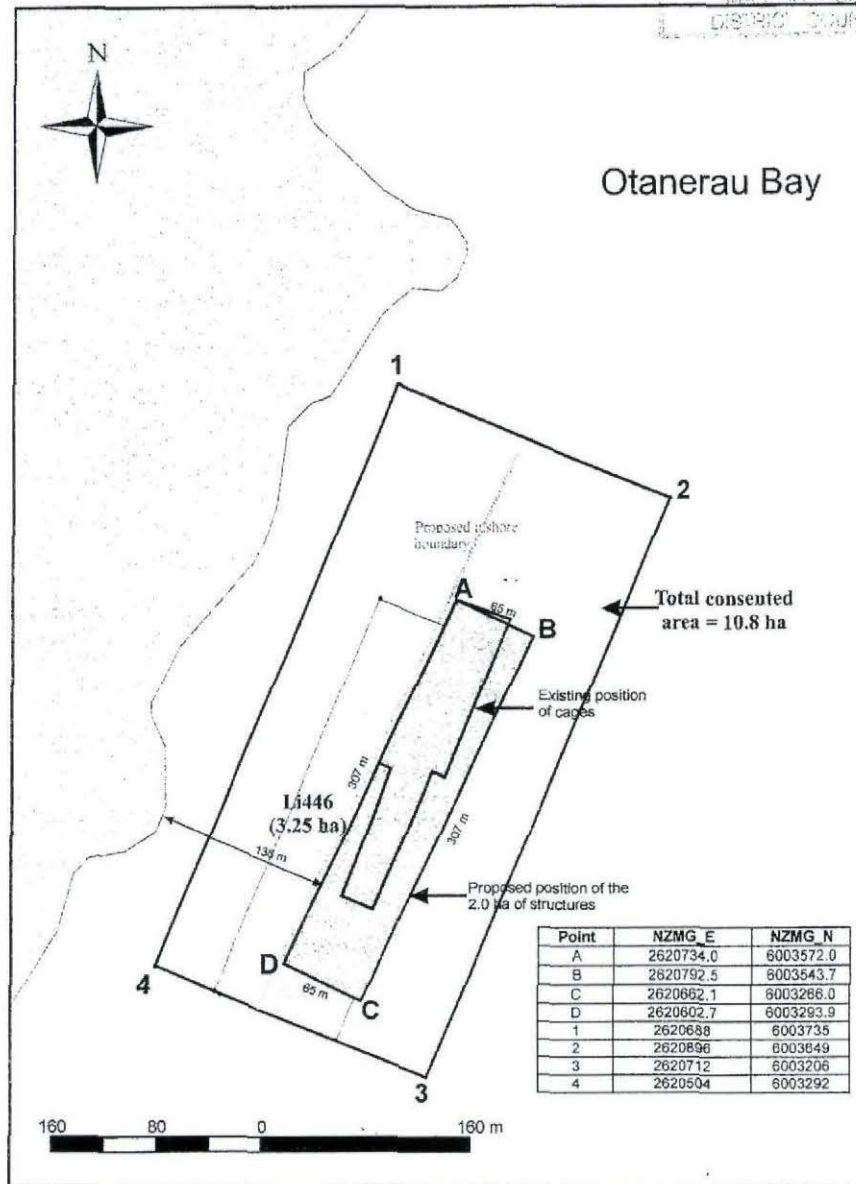 DISTRICT COUN
N
Otanerau Bay
1
2
Proposed inshore
boundary
A
65 m
B
Total consented
area = 10.8 ha
Existing position
of cages
307 m
Li446
(3.25 ha)
307 m
135 m
Proposed position of the
2.0 ha of structures
D
4
65 m
C
3
Point NZMG_E NZMG_N
A 2620734.0 6003572.0
B 2620792.5 6003543.7
C 2620662.1 6003266.0
D 2620602.7 6003293.9
1 2620688 6003735
2 2620896 6003649
3 2620712 6003206
4 2620504 6003292
160 80 0 160 m